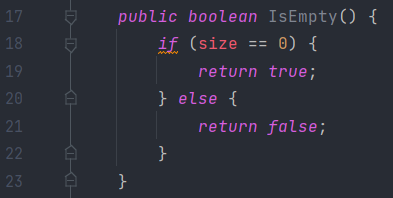 17 public boolean IsEmpty() {
18 if (size == 0) {
19 return true;
20 } else {
21 return false;
22 }
23 }